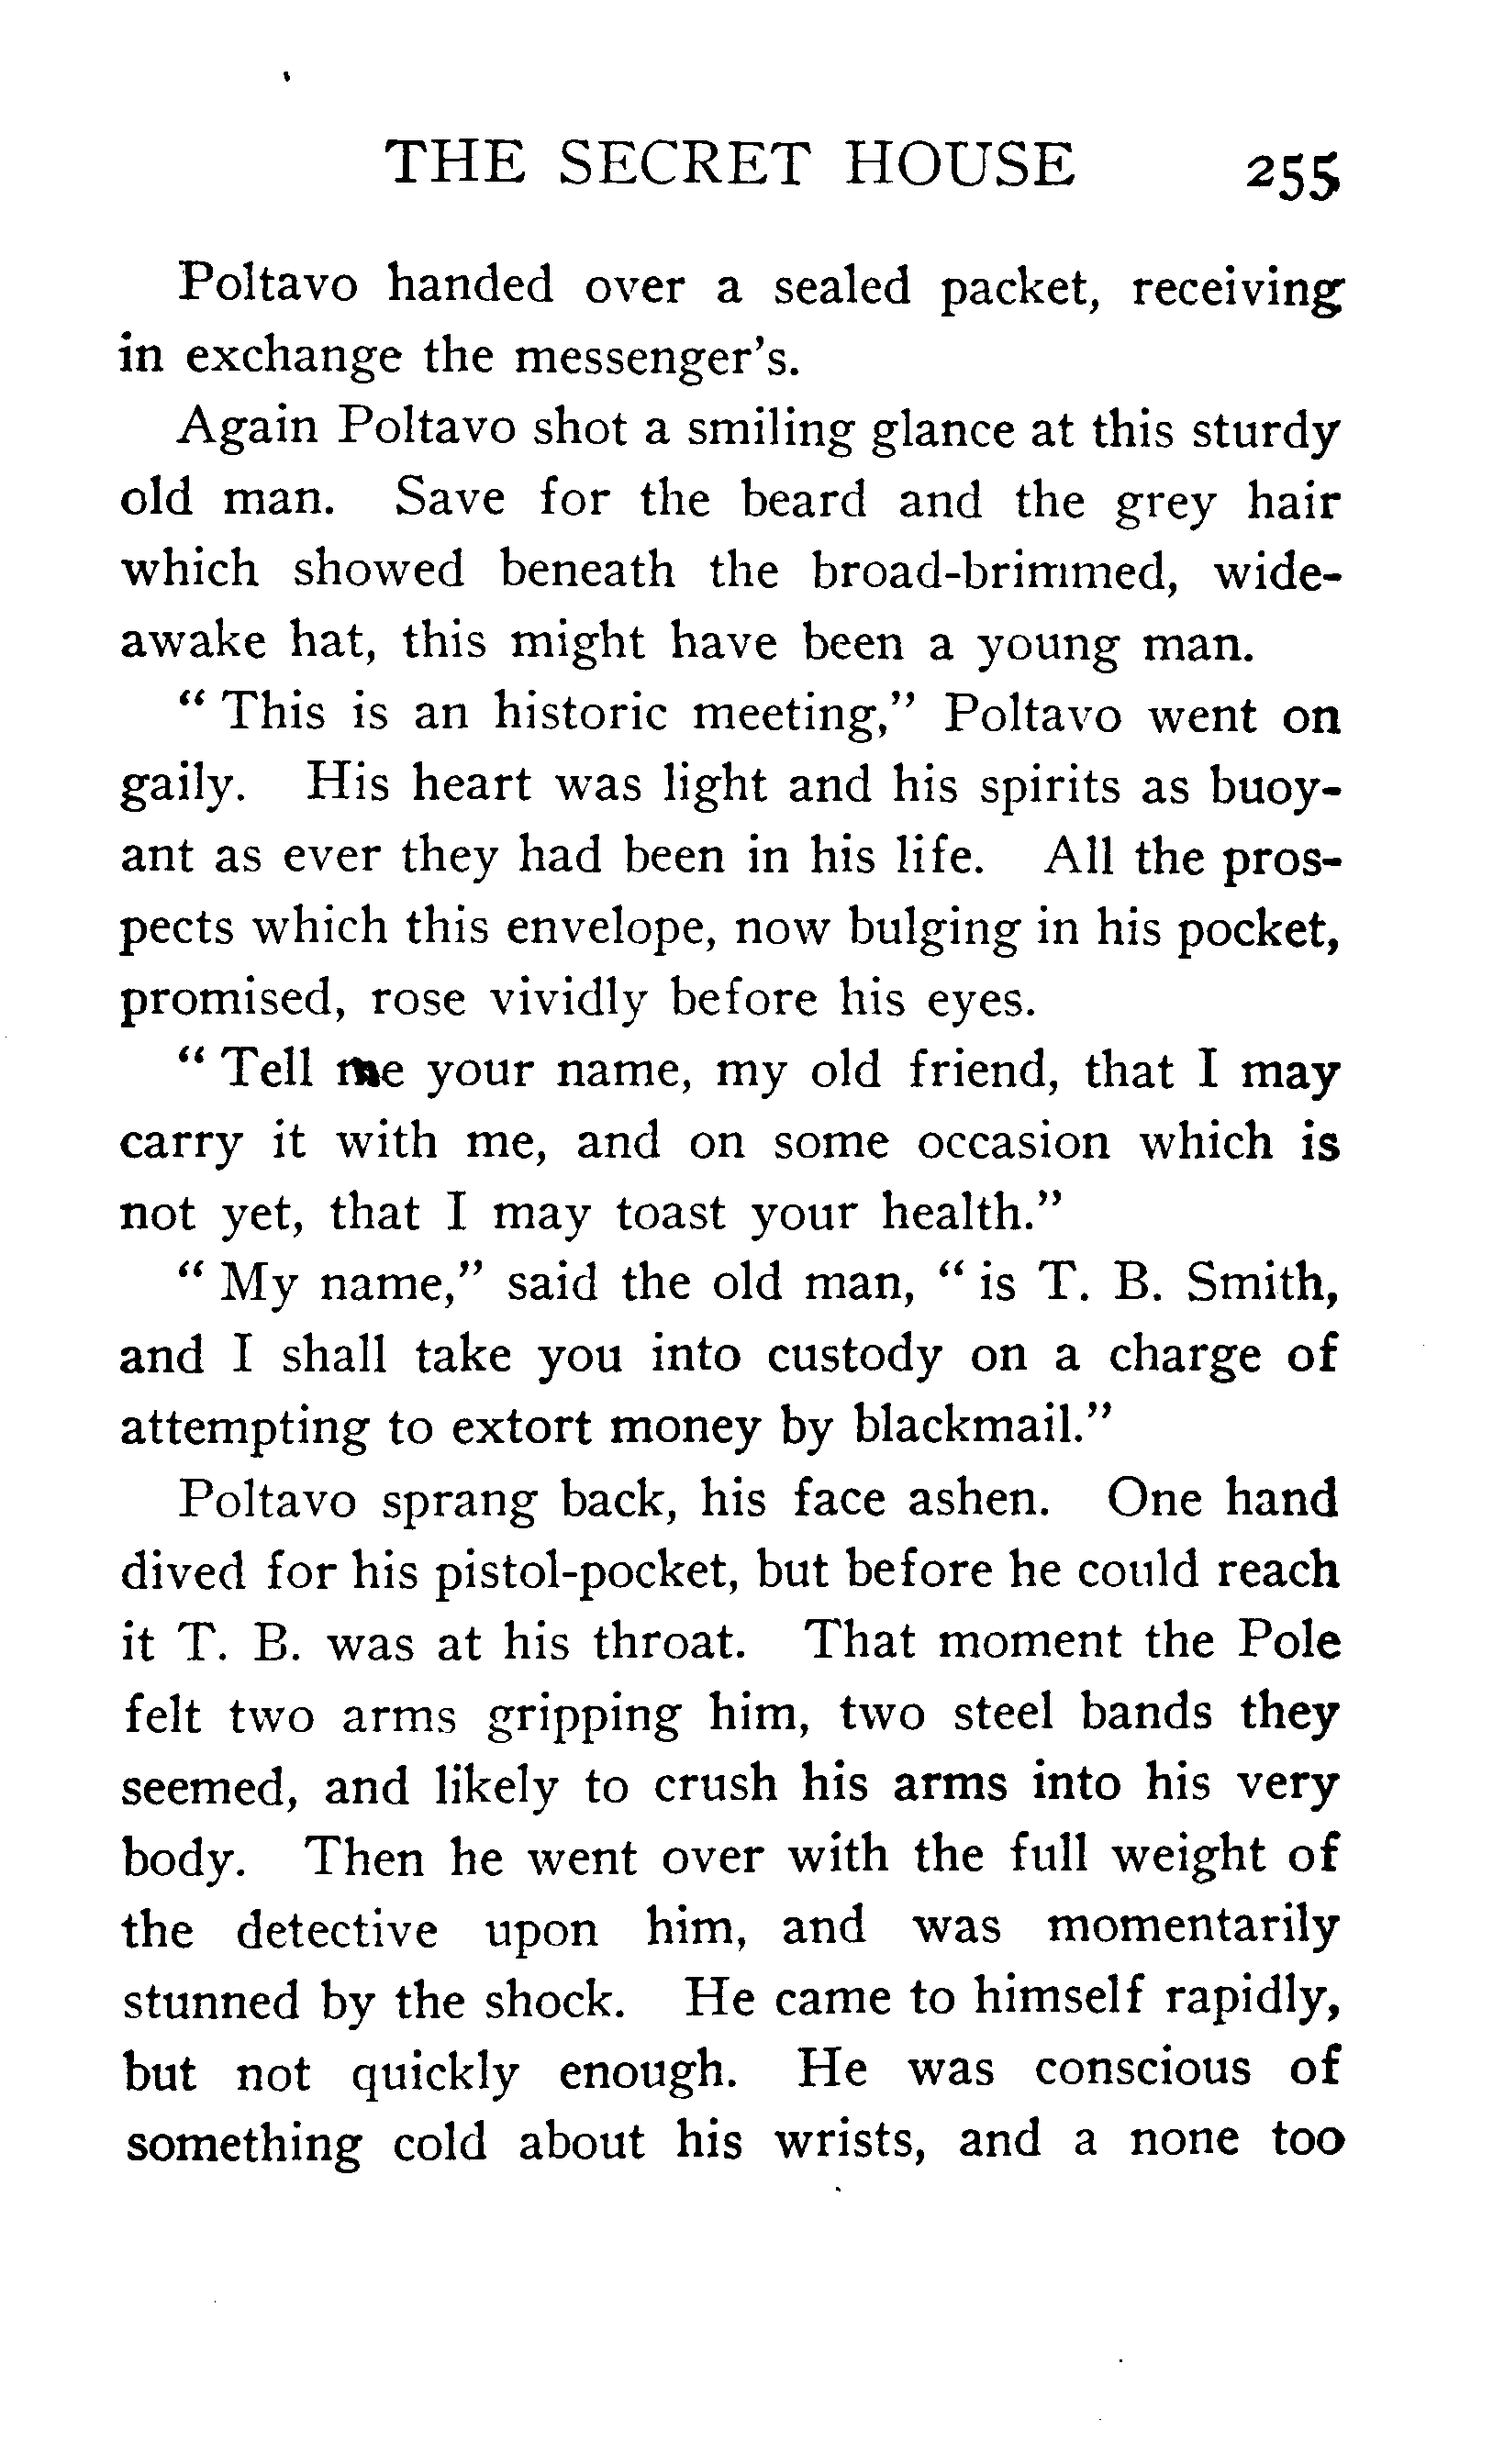 THE SECRET HOUSE 255
Poltavo handed over a sealed packet, receiving
in exchange the messenger's.
Again Poltavo shot a smiling glance at this sturdy
old man. Save for the beard and the grey hair
which showed beneath the broad-brimmed, wide-
awake hat, this might have been a young man.
" This is an historic meeting," Poltavo went on
gaily. His heart was light and his spirits as buoy-
ant as ever they had been in his life. All the pros-
pects which this envelope, now bulging in his pocket,
promised, rose vividly before his eyes.
" Tell me your name, my old friend, that I may
carry it with me, and on some occasion which is
not yet, that I may toast your health."
" My name," said the old man, " is T. B. Smith,
and I shall take you into custody on a charge of
attempting to extort money by blackmail."
Poltavo sprang back, his face ashen. One hand
dived for his pistol-pocket, but before he could reach
it T. B. was at his throat. That moment the Pole
felt two arms gripping him, two steel bands they
seemed, and likely to crush his arms into his very
body. Then he went over with the full weight of
the detective upon him, and was momentarily
stunned by the shock. He came to himself rapidly,
but not quickly enough. He was conscious of
something cold about his wrists, and a none too